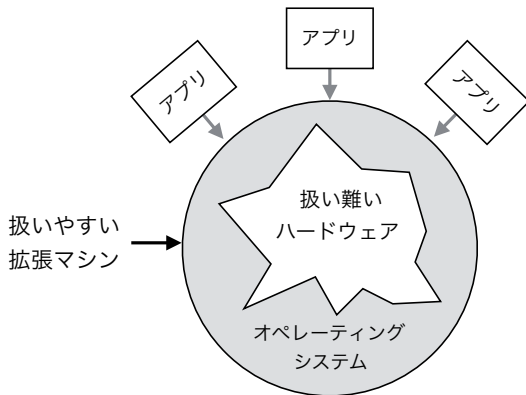 アプリ
アプリ
アプリ
扱い難い
ハードウェア
扱いやすい
拡張マシン
オペレーティング
システム